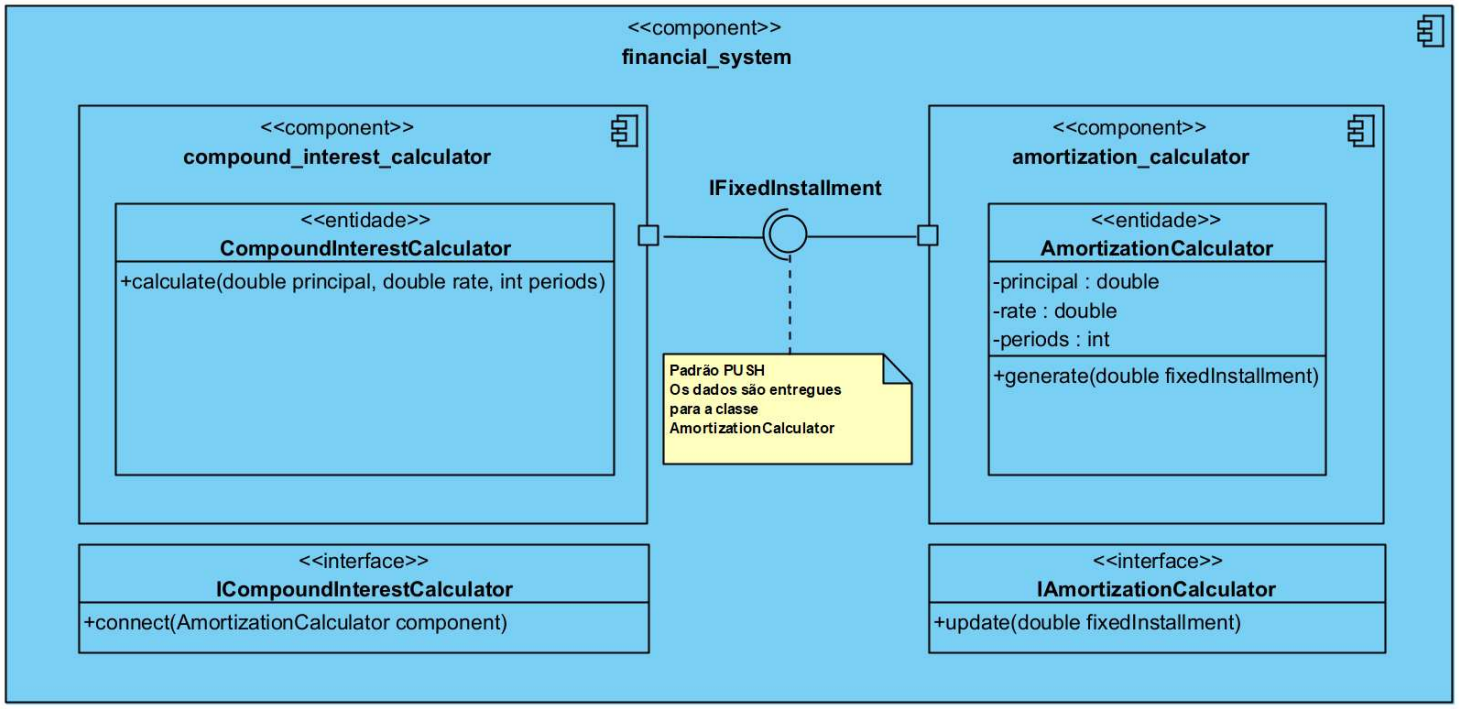 <<component>>
financial_system
<<component>>
compound_interest_calculator
<<entidade>>
CompoundInterestCalculator
+calculate(double principal, double rate, int periods)
IFixedInstallment
Padrão PUSH
Os dados são entregues
para a classe
AmortizationCalculator
<<component>>
amortization_calculator
<<entidade>>
AmortizationCalculator
-principal : double
-rate : double
-periods : int
+generate(double fixedInstallment)
<<interface>>
ICompoundInterestCalculator
+connect(AmortizationCalculator component)
<<interface>>
IAmortizationCalculator
+update(double fixedInstallment)